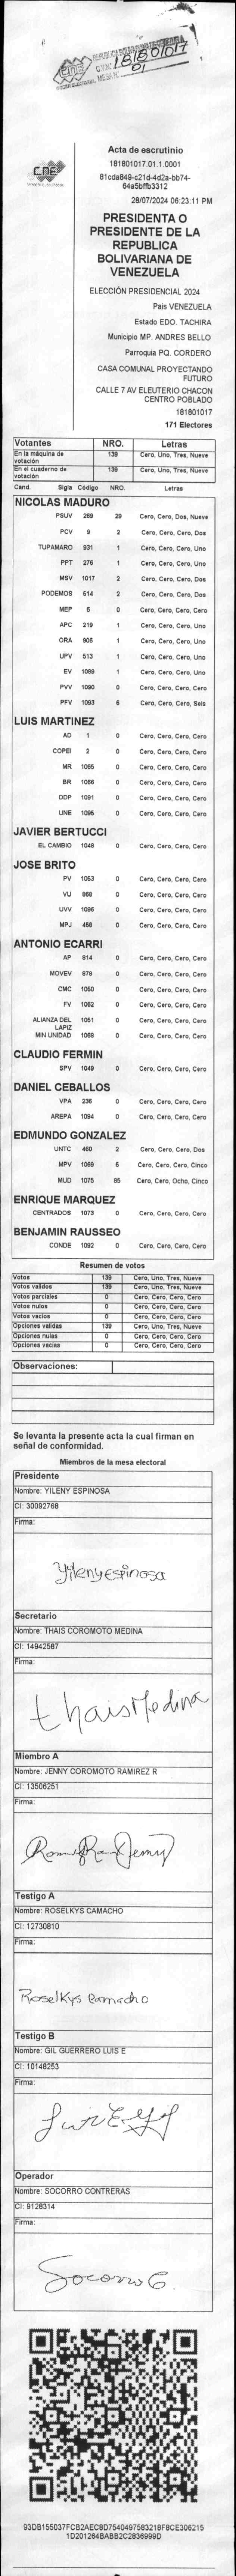 181801017
01
CNE
Acta de escrutinio
181801017.01.1.0001
81cda849-c21d-4d2a-bb74-
64a5bffb3312
28/07/2024 06:23:11 PM
PRESIDENTA O
PRESIDENTE DE LA
REPUBLICA
BOLIVARIANA DE
VENEZUELA
ELECCIÓN PRESIDENCIAL 2024
Pais VENEZUELA
Estado EDO. TACHIRA
Municipio MP. ANDRES BELLO
Parroquia PQ. CORDERO
CASA COMUNAL PROYECTANDO
FUTURO
CALLE 7 AV ELEUTERIO CHACON
CENTRO POBLADO
181801017
171 Electores
Votantes NRO. Letras
En la máquina de votación 139 Cero, Uno, Tres, Nueve
En el cuaderno de votación 139 Cero, Uno, Tres, Nueve
Cand. Sigla Código NRO. Letras
NICOLAS MADURO
PSUV 269 29 Cero, Cero, Dos, Nueve
PCV 9 2 Cero, Cero, Cero, Dos
TUPAMARO 931 1 Cero, Cero, Cero, Uno
PPT 276 1 Cero, Cero, Cero, Uno
MSV 1017 2 Cero, Cero, Cero, Dos
PODEMOS 514 2 Cero, Cero, Cero, Dos
MEP 6 0 Cero, Cero, Cero, Cero
APC 219 1 Cero, Cero, Cero, Uno
ORA 906 1 Cero, Cero, Cero, Uno
UPV 513 1 Cero, Cero, Cero, Uno
EV 1089 1 Cero, Cero, Cero, Uno
PVV 1090 0 Cero, Cero, Cero, Cero
PFV 1093 6 Cero, Cero, Cero, Seis
LUIS MARTINEZ
AD 1 0 Cero, Cero, Cero, Cero
COPEI 2 0 Cero, Cero, Cero, Cero
MR 1065 0 Cero, Cero, Cero, Cero
BR 1066 0 Cero, Cero, Cero, Cero
DDP 1091 0 Cero, Cero, Cero, Cero
UNE 1095 0 Cero, Cero, Cero, Cero
JAVIER BERTUCCI
EL CAMBIO 1048 0 Cero, Cero, Cero, Cero
JOSE BRITO
PV 1053 0 Cero, Cero, Cero, Cero
VU 868 0 Cero, Cero, Cero, Cero
UVV 1096 0 Cero, Cero, Cero, Cero
MPJ 458 0 Cero, Cero, Cero, Cero
ANTONIO ECARRI
AP 814 0 Cero, Cero, Cero, Cero
MOVEV 878 0 Cero, Cero, Cero, Cero
CMC 1050 0 Cero, Cero, Cero, Cero
FV 1062 0 Cero, Cero, Cero, Cero
ALIANZA DEL LAPIZ 1051 0 Cero, Cero, Cero, Cero
MIN UNIDAD 1068 0 Cero, Cero, Cero, Cero
CLAUDIO FERMIN
SPV 1049 0 Cero, Cero, Cero, Cero
DANIEL CEBALLOS
VPA 236 0 Cero, Cero, Cero, Cero
AREPA 1094 0 Cero, Cero, Cero, Cero
EDMUNDO GONZALEZ
UNTC 460 2 Cero, Cero, Cero, Dos
MPV 1069 5 Cero, Cero, Cero, Cinco
MUD 1075 85 Cero, Cero, Ocho, Cinco
ENRIQUE MARQUEZ
CENTRADOS 1073 0 Cero, Cero, Cero, Cero
BENJAMIN RAUSSEO
CONDE 1092 0 Cero, Cero, Cero, Cero
Resumen de votos
Votos 139 Cero, Uno, Tres, Nueve
Votos validos 139 Cero, Uno, Tres, Nueve
Votos parciales 0 Cero, Cero, Cero, Cero
Votos nulos 0 Cero, Cero, Cero, Cero
Votos vacios 0 Cero, Cero, Cero, Cero
Opciones validas 139 Cero, Uno, Tres, Nueve
Opciones nulas 0 Cero, Cero, Cero, Cero
Opciones vacias 0 Cero, Cero, Cero, Cero
Observaciones:
Se levanta la presente acta la cual firman en
señal de conformidad.
Miembros de la mesa electoral
Presidente
Nombre: YILENY ESPINOSA
CI: 30092768
Firma:
Yileny espinosa
Secretario
Nombre: THAIS COROMOTO MEDINA
CI: 14942587
Firma:
thais Medina
Miembro A
Nombre: JENNY COROMOTO RAMIREZ R
CI: 13506251
Firma:
Testigo A
Nombre: ROSELKYS CAMACHO
CI: 12730810
Firma:
Roselkys Camacho
Testigo B
Nombre: GIL GUERRERO LUIS E
CI: 10148253
Firma:
Luis E. Gil
Operador
Nombre: SOCORRO CONTRERAS
CI: 9128314
Firma:
Socorro C.
93DB155037FCB2AEC8D7540497583218F8CE306215
1D201264BABB2C2836999D